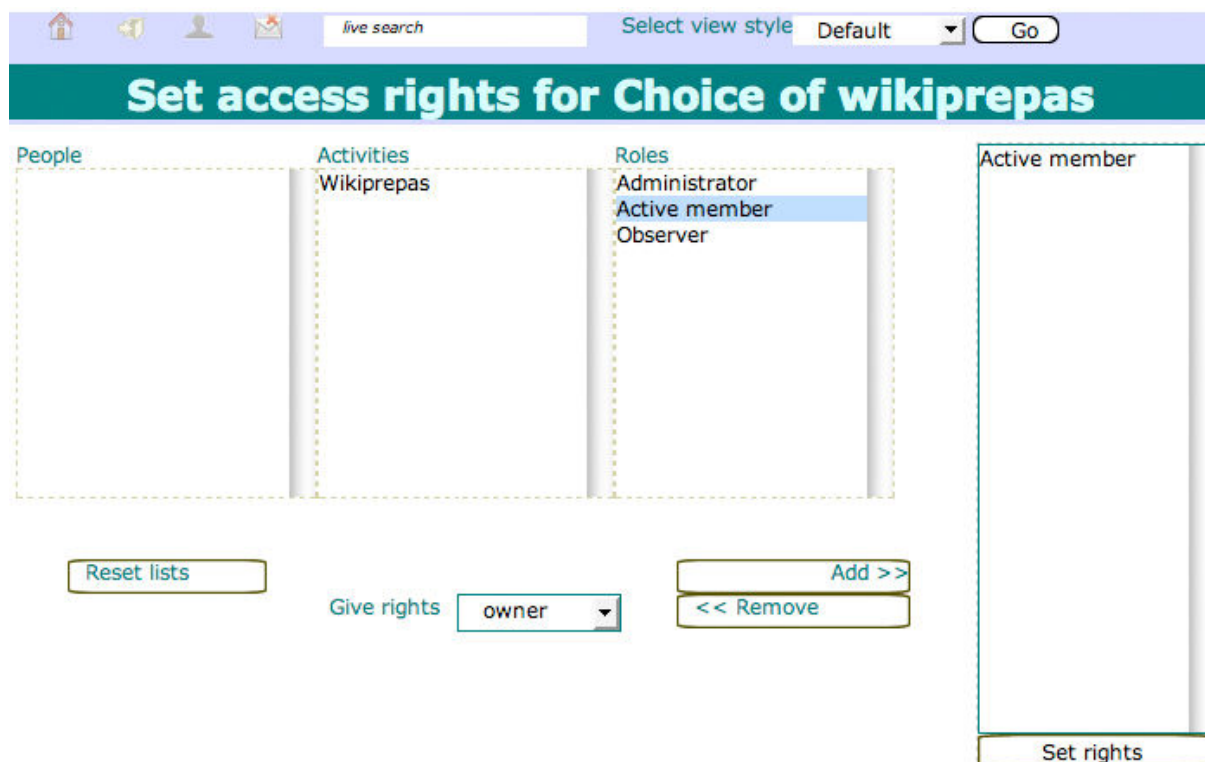 live search
Select view style Default Go
Set access rights for Choice of wikiprepas
People
Activities
Wikiprepas
Roles
Administrator
Active member
Observer
Active member
Reset lists
Give rights owner
Add >>
<< Remove
Set rights